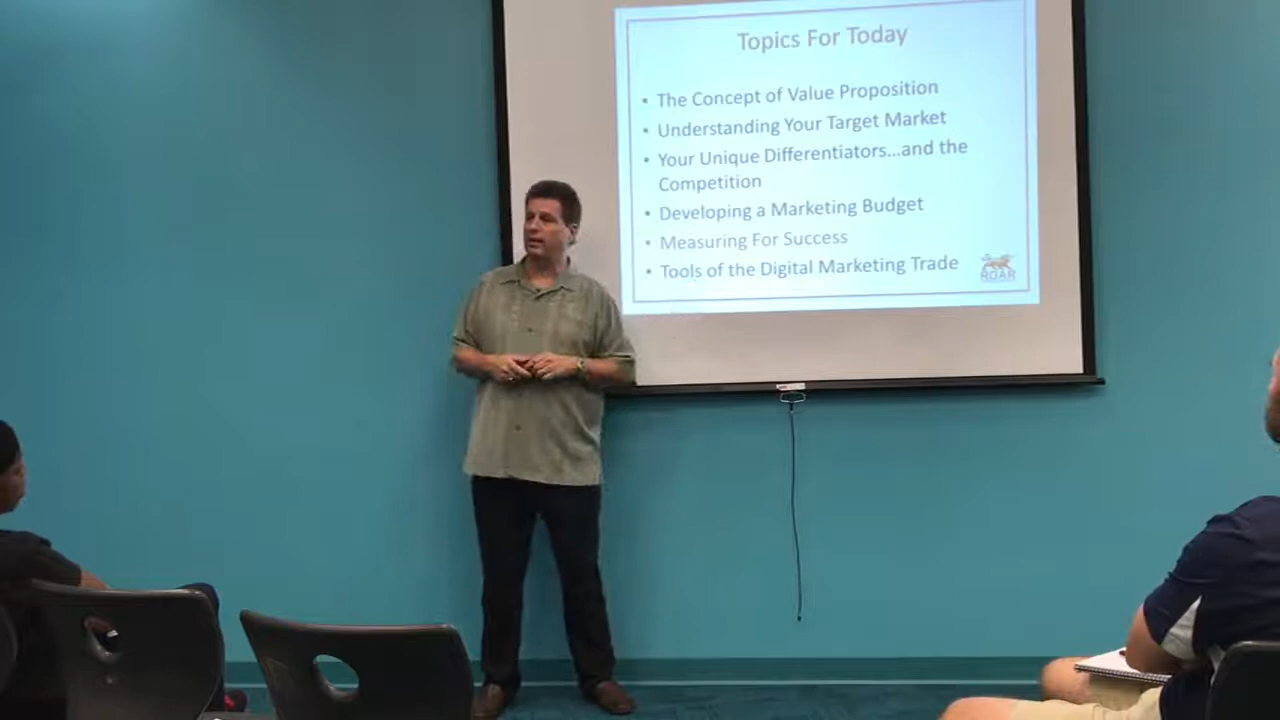 Topics For Today
• The Concept of Value Proposition
• Understanding Your Target Market
• Your Unique Differentiators...and the
Competition
• Developing a Marketing Budget
• Measuring For Success
• Tools of the Digital Marketing Trade
ROAR